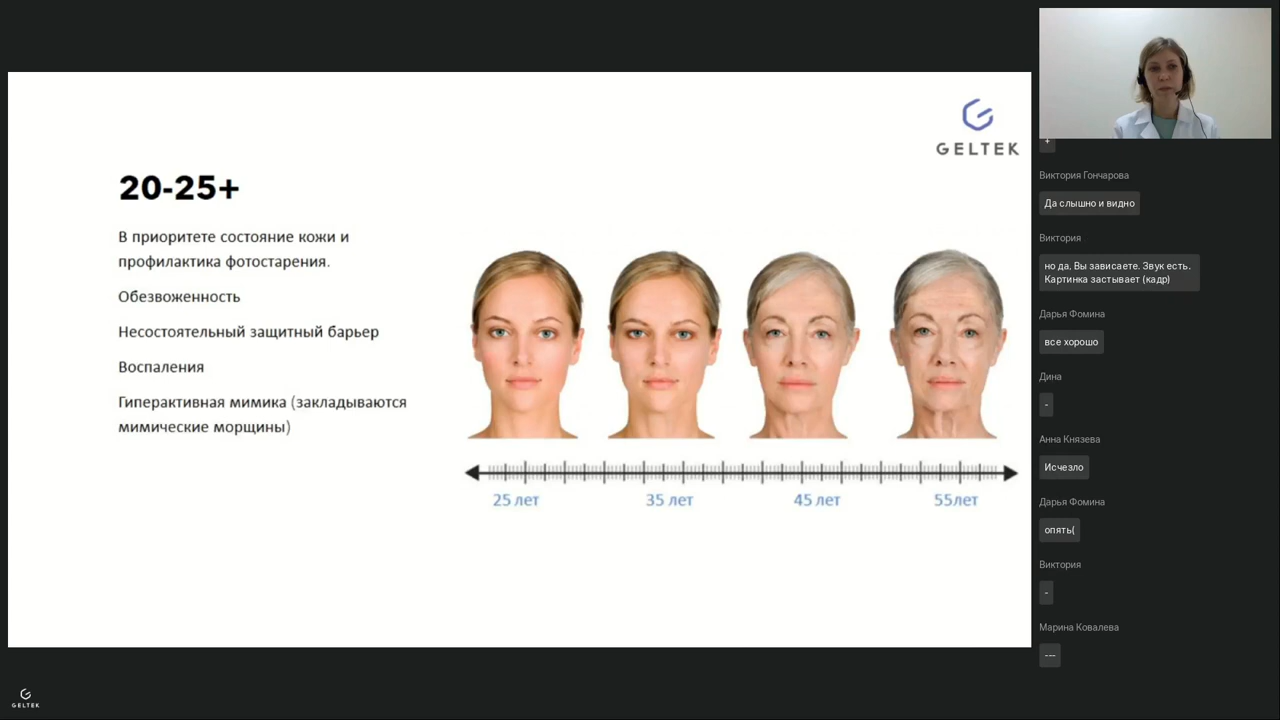 GELTEK
20-25+
В приоритете состояние кожи и
профилактика фотостарения.
Обезвоженность
Несостоятельный защитный барьер
Воспаления
Гиперактивная мимика (закладываются
мимические морщины)
25 лет
35 лет
45 лет
55лет
+
Виктория Гончарова
Да слышно и видно
Виктория
но да, Вы зависаете. Звук есть.
Картинка застывает (кадр)
Дарья Фомина
все хорошо
Дина
-
Анна Князева
Исчезло
Дарья Фомина
опять(
Виктория
-
Марина Ковалева
---
GELTEK